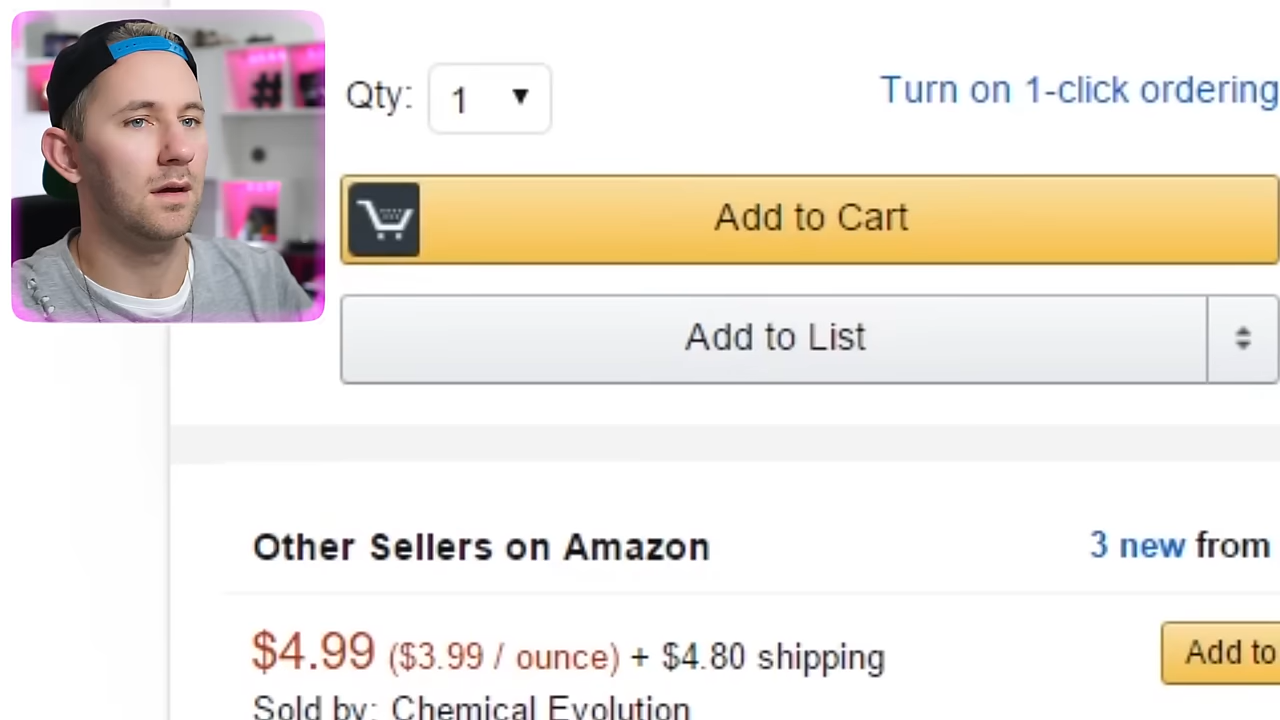 Qty: 1
Turn on 1-click ordering
Add to Cart
Add to List
Other Sellers on Amazon
3 new from
$4.99 ($3.99 / ounce) + $4.80 shipping
Add to
Sold by: Chemical Evolution